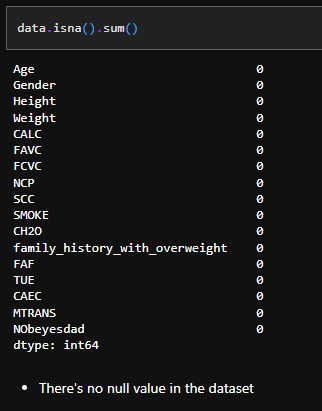 data.isna().sum()
Age 0
Gender 0
Height 0
Weight 0
CALC 0
FAVC 0
FCVC 0
NCP 0
SCC 0
SMOKE 0
CH2O 0
family_history_with_overweight 0
FAF 0
TUE 0
CAEC 0
MTRANS 0
NObeyesdad 0
dtype: int64
• There's no null value in the dataset